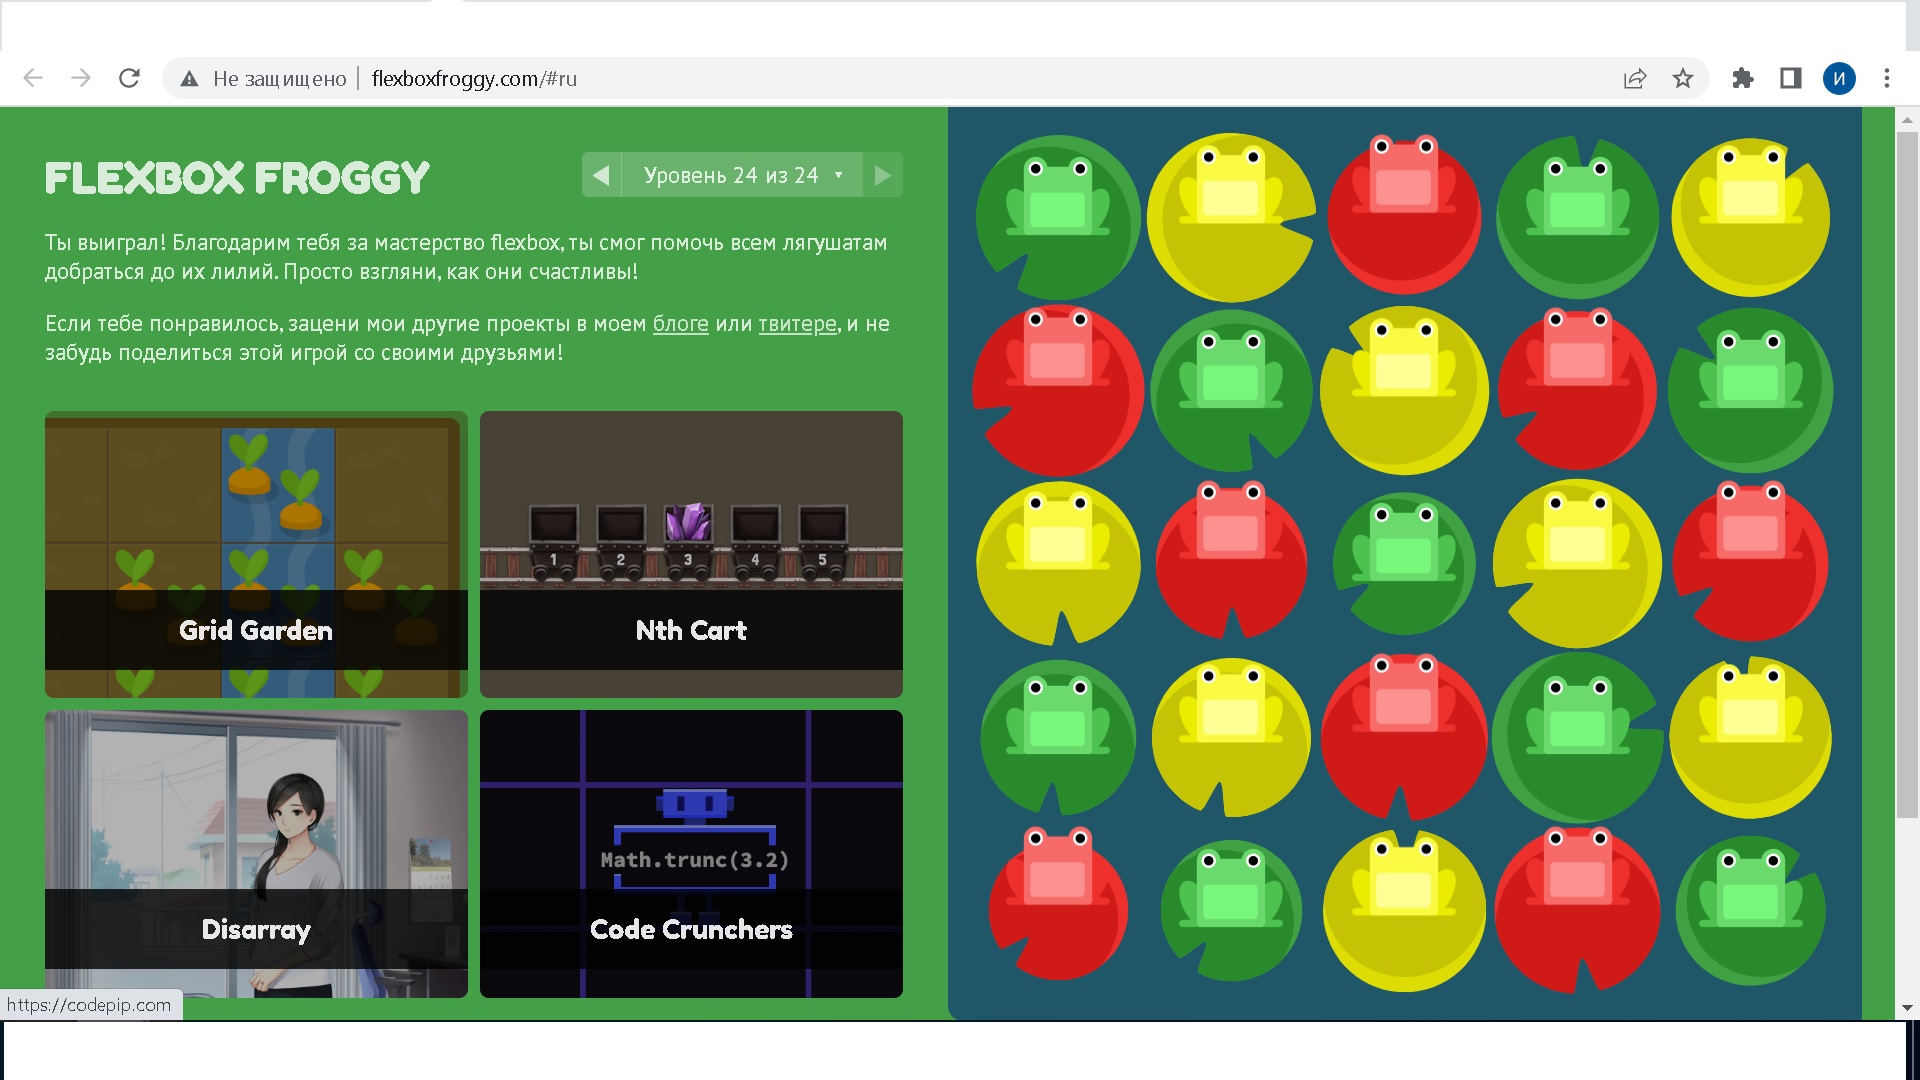 Не защищено
flexboxfroggy.com/#ru
И
FLEXBOX FROGGY
Уровень 24 из 24
Ты выиграл! Благодарим тебя за мастерство flexbox, ты смог помочь всем лягушатам
добраться до их лилий. Просто взгляни, как они счастливы!
Если тебе понравилось, зацени мои другие проекты в моем блоге или твитере, и не
забудь поделиться этой игрой со своими друзьями!
1 2 3 4 5
Grid Garden
Nth Cart
Math.trunc(3.2)
Disarray
Code Crunchers
https://codepip.com